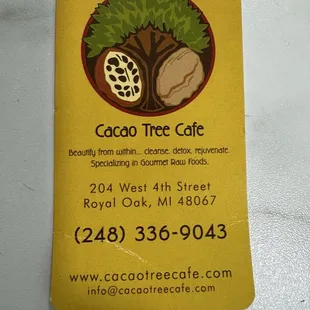 Cacao Tree Cafe
Beautify from within... cleanse, detox, rejuvenate.
Specializing in Gourmet Raw Foods.
204 West 4th Street
Royal Oak, MI 48067
(248) 336-9043
www.cacaotreecafe.com
info@cacaotreecafe.com